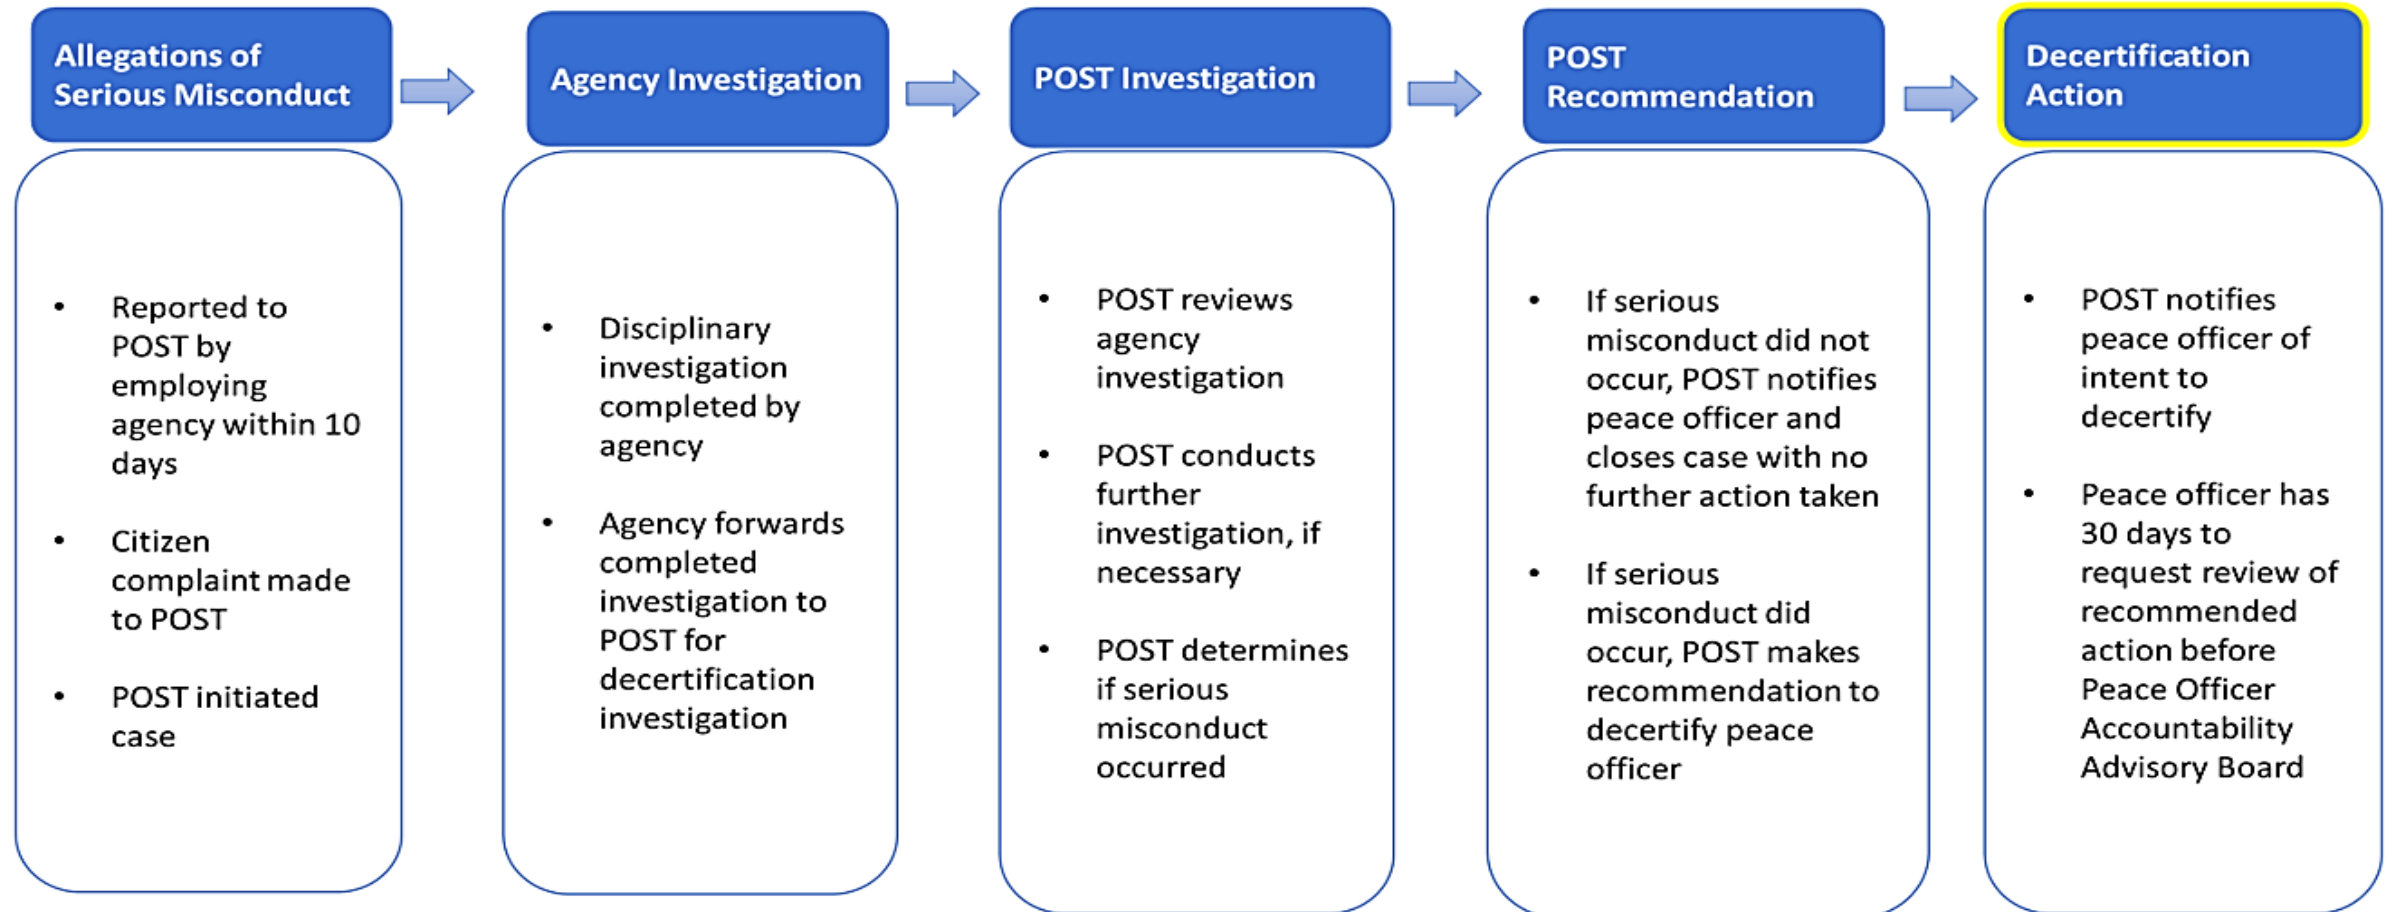 Allegations of
Serious Misconduct
• Reported to
POST by
employing
agency within 10
days
• Citizen
complaint made
to POST
• POST initiated
case
Agency Investigation
• Disciplinary
investigation
completed by
agency
• Agency forwards
completed
investigation to
POST for
decertification
investigation
POST Investigation
• POST reviews
agency
investigation
• POST conducts
further
investigation, if
necessary
• POST determines
if serious
misconduct
occurred
POST
Recommendation
• If serious
misconduct did not
occur, POST notifies
peace officer and
closes case with no
further action taken
• If serious
misconduct did
occur, POST makes
recommendation to
decertify peace
officer
Decertification
Action
• POST notifies
peace officer of
intent to
decertify
• Peace officer has
30 days to
request review of
recommended
action before
Peace Officer
Accountability
Advisory Board